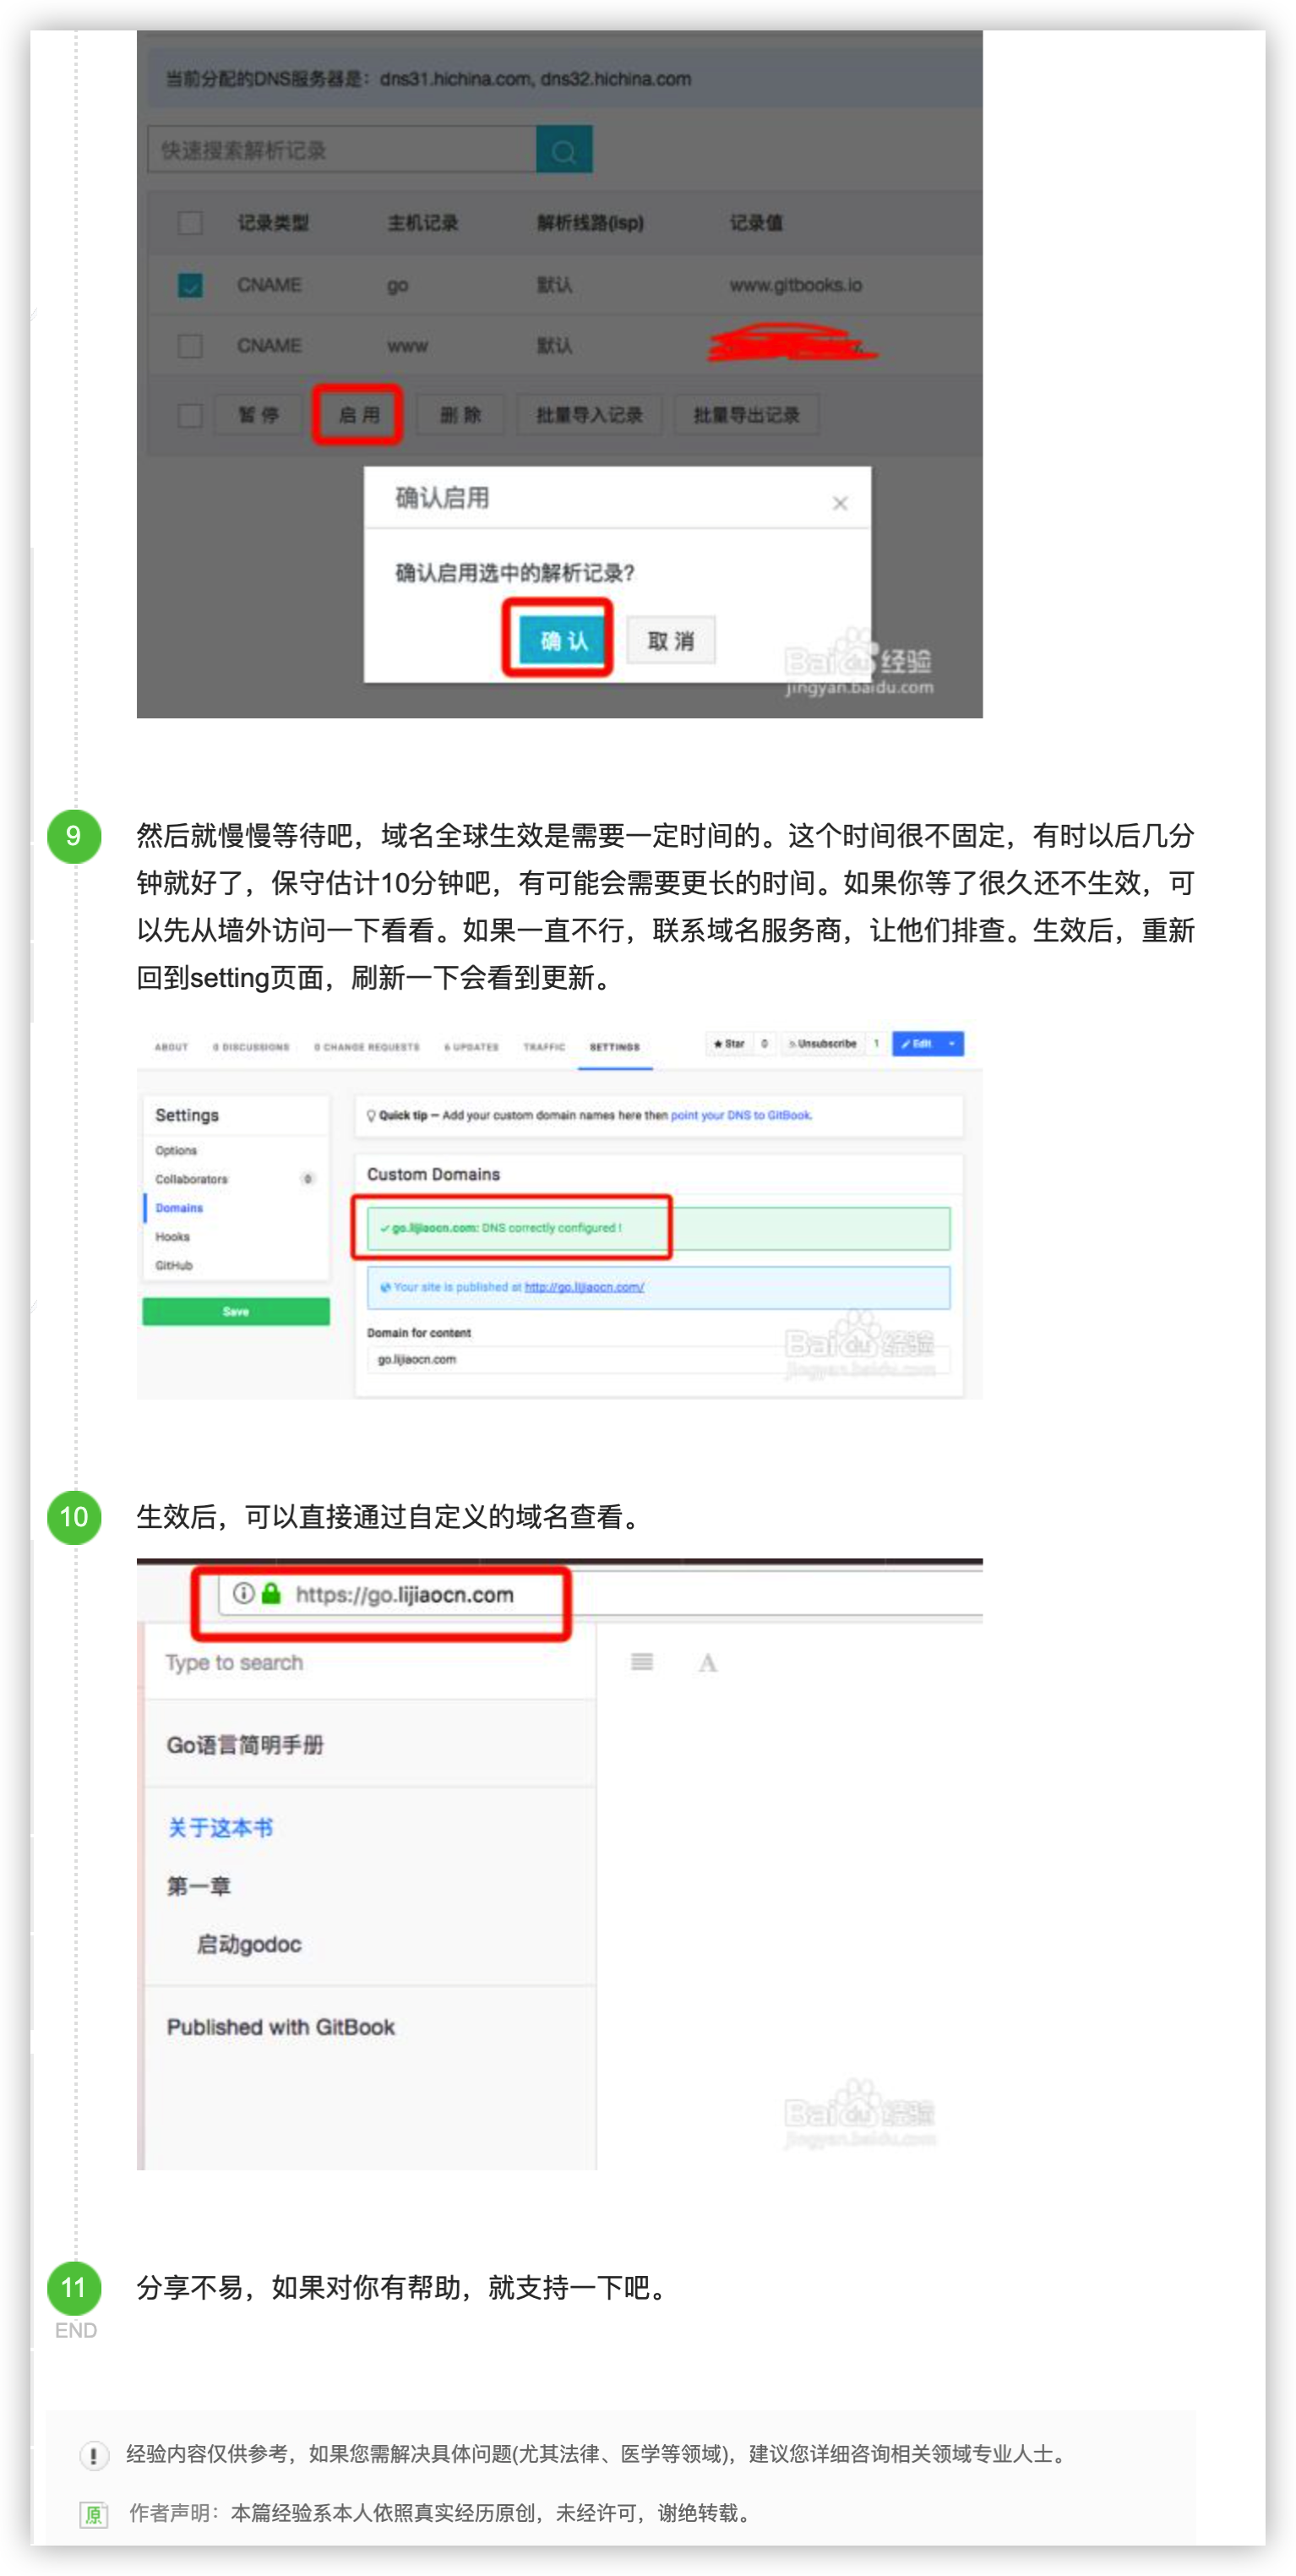 当前分配的DNS服务器是：dns31.hichina.com, dns32.hichina.com
快速搜索解析记录
记录类型 主机记录 解析线路(isp) 记录值
CNAME go 默认 www.gitbooks.io
CNAME www 默认
暂 停 启 用 删 除 批量导入记录 批量导出记录
确认启用 ×
确认启用选中的解析记录?
确 认 取 消
Baidu 经验
jingyan.baidu.com
9 然后就慢慢等待吧，域名全球生效是需要一定时间的。这个时间很不固定，有时以后几分
钟就好了，保守估计10分钟吧，有可能会需要更长的时间。如果你等了很久还不生效，可
以先从墙外访问一下看看。如果一直不行，联系域名服务商，让他们排查。生效后，重新
回到setting页面，刷新一下会看到更新。
ABOUT 0 DISCUSSIONS 0 CHANGE REQUESTS 6 UPDATES TRAFFIC SETTINGS Star 0 Unsubscribe 1 Edit
Settings
Options
Collaborators 0
Domains
Hooks
GitHub
Save
Quick tip — Add your custom domain names here then point your DNS to GitBook.
Custom Domains
go.lijiaocn.com: DNS correctly configured !
Your site is published at http://go.lijiaocn.com/
Domain for content
go.lijiaocn.com
Baidu 经验
jingyan.baidu.com
10 生效后，可以直接通过自定义的域名查看。
https://go.lijiaocn.com
Type to search A
Go语言简明手册
关于这本书
第一章
启动godoc
Published with GitBook
Baidu 经验
jingyan.baidu.com
11 分享不易，如果对你有帮助，就支持一下吧。
END
经验内容仅供参考，如果您需解决具体问题(尤其法律、医学等领域)，建议您详细咨询相关领域专业人士。
原 作者声明：本篇经验系本人依照真实经历原创，未经许可，谢绝转载。